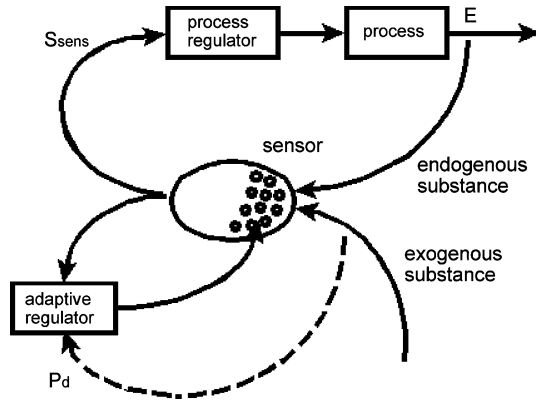 E
Ssens
process
regulator
process
sensor
endogenous
substance
exogenous
substance
adaptive
regulator
Pd